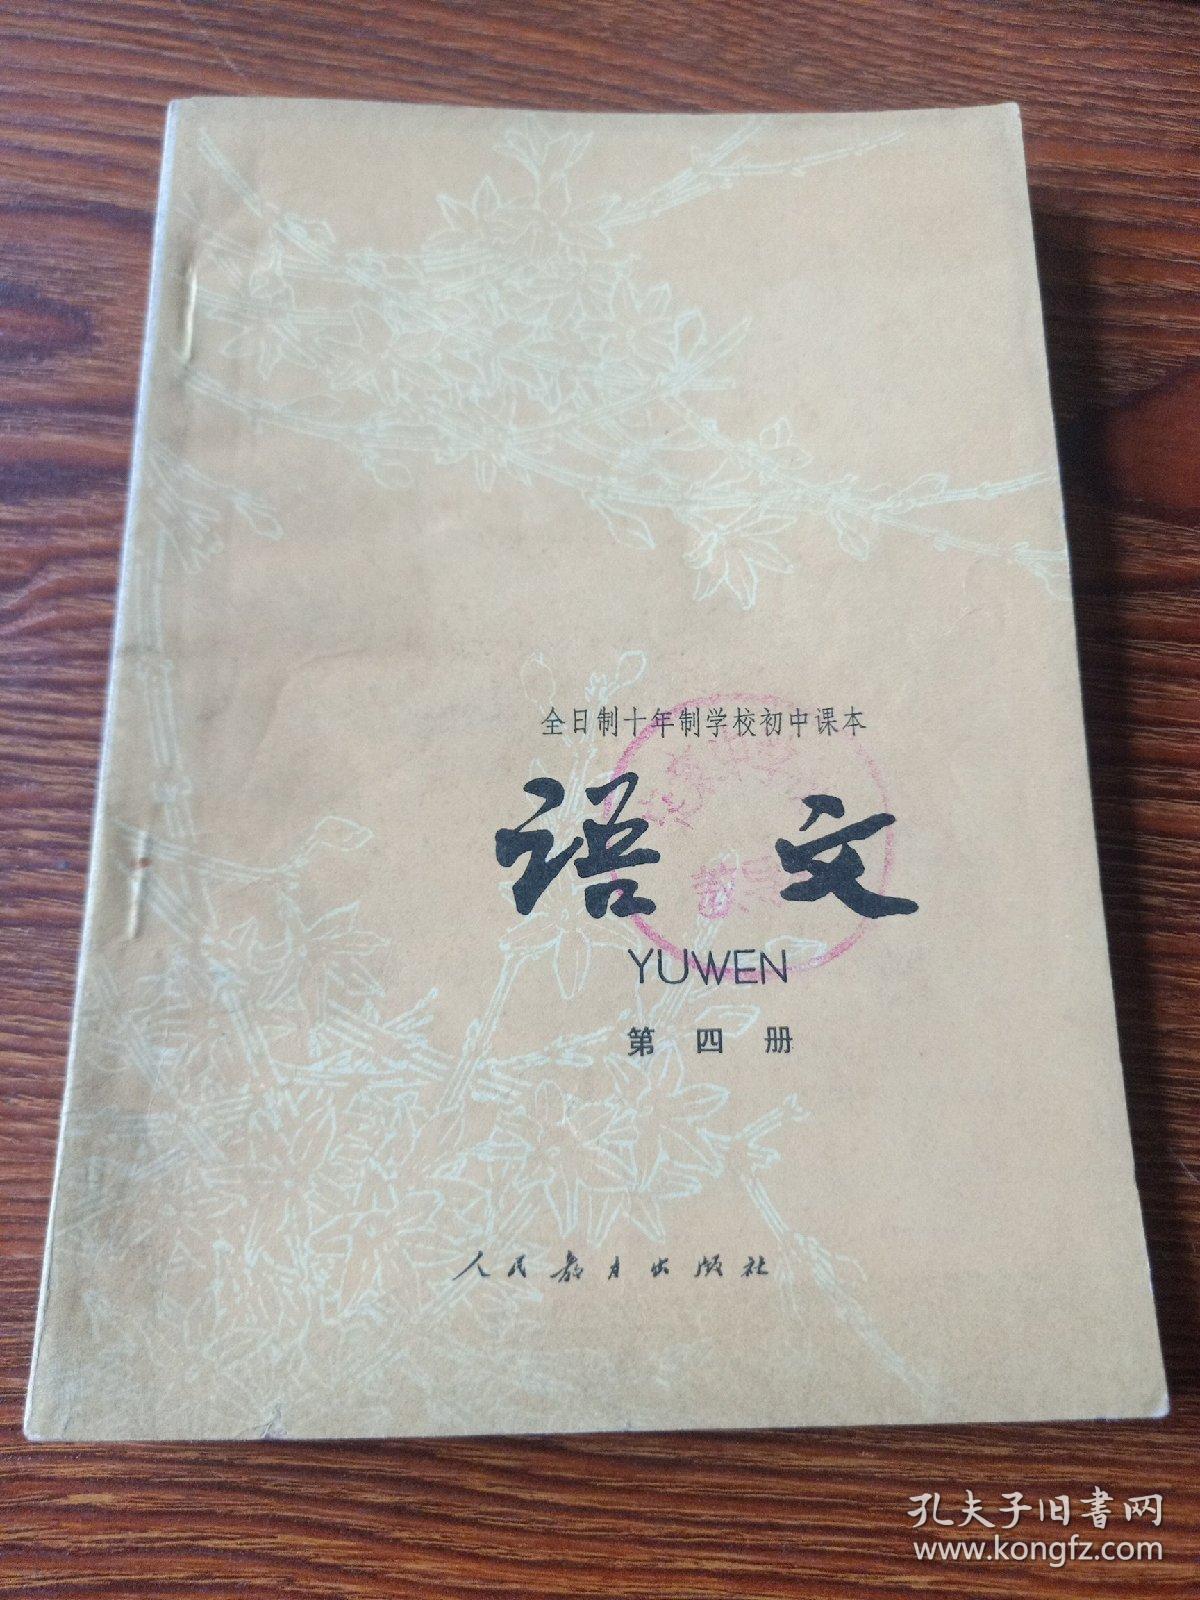 全日制十年制学校初中课本
语文
YUWEN
第四册
人民教育出版社
孔夫子旧书网
www.kongfz.com